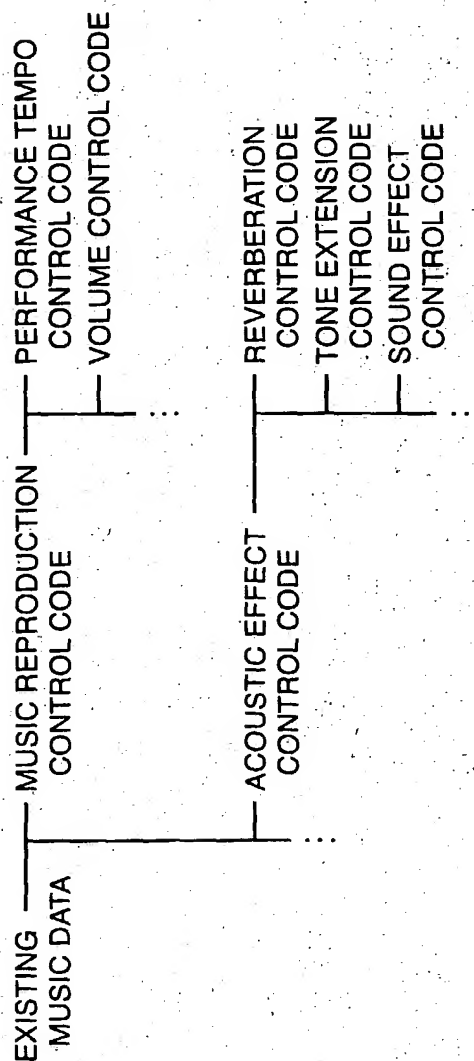 EXISTING
MUSIC DATA
MUSIC REPRODUCTION
CONTROL CODE
PERFORMANCE TEMPO
CONTROL CODE
VOLUME CONTROL CODE
ACOUSTIC EFFECT
CONTROL CODE
REVERBERATION
CONTROL CODE
TONE EXTENSION
CONTROL CODE
SOUND EFFECT
CONTROL CODE